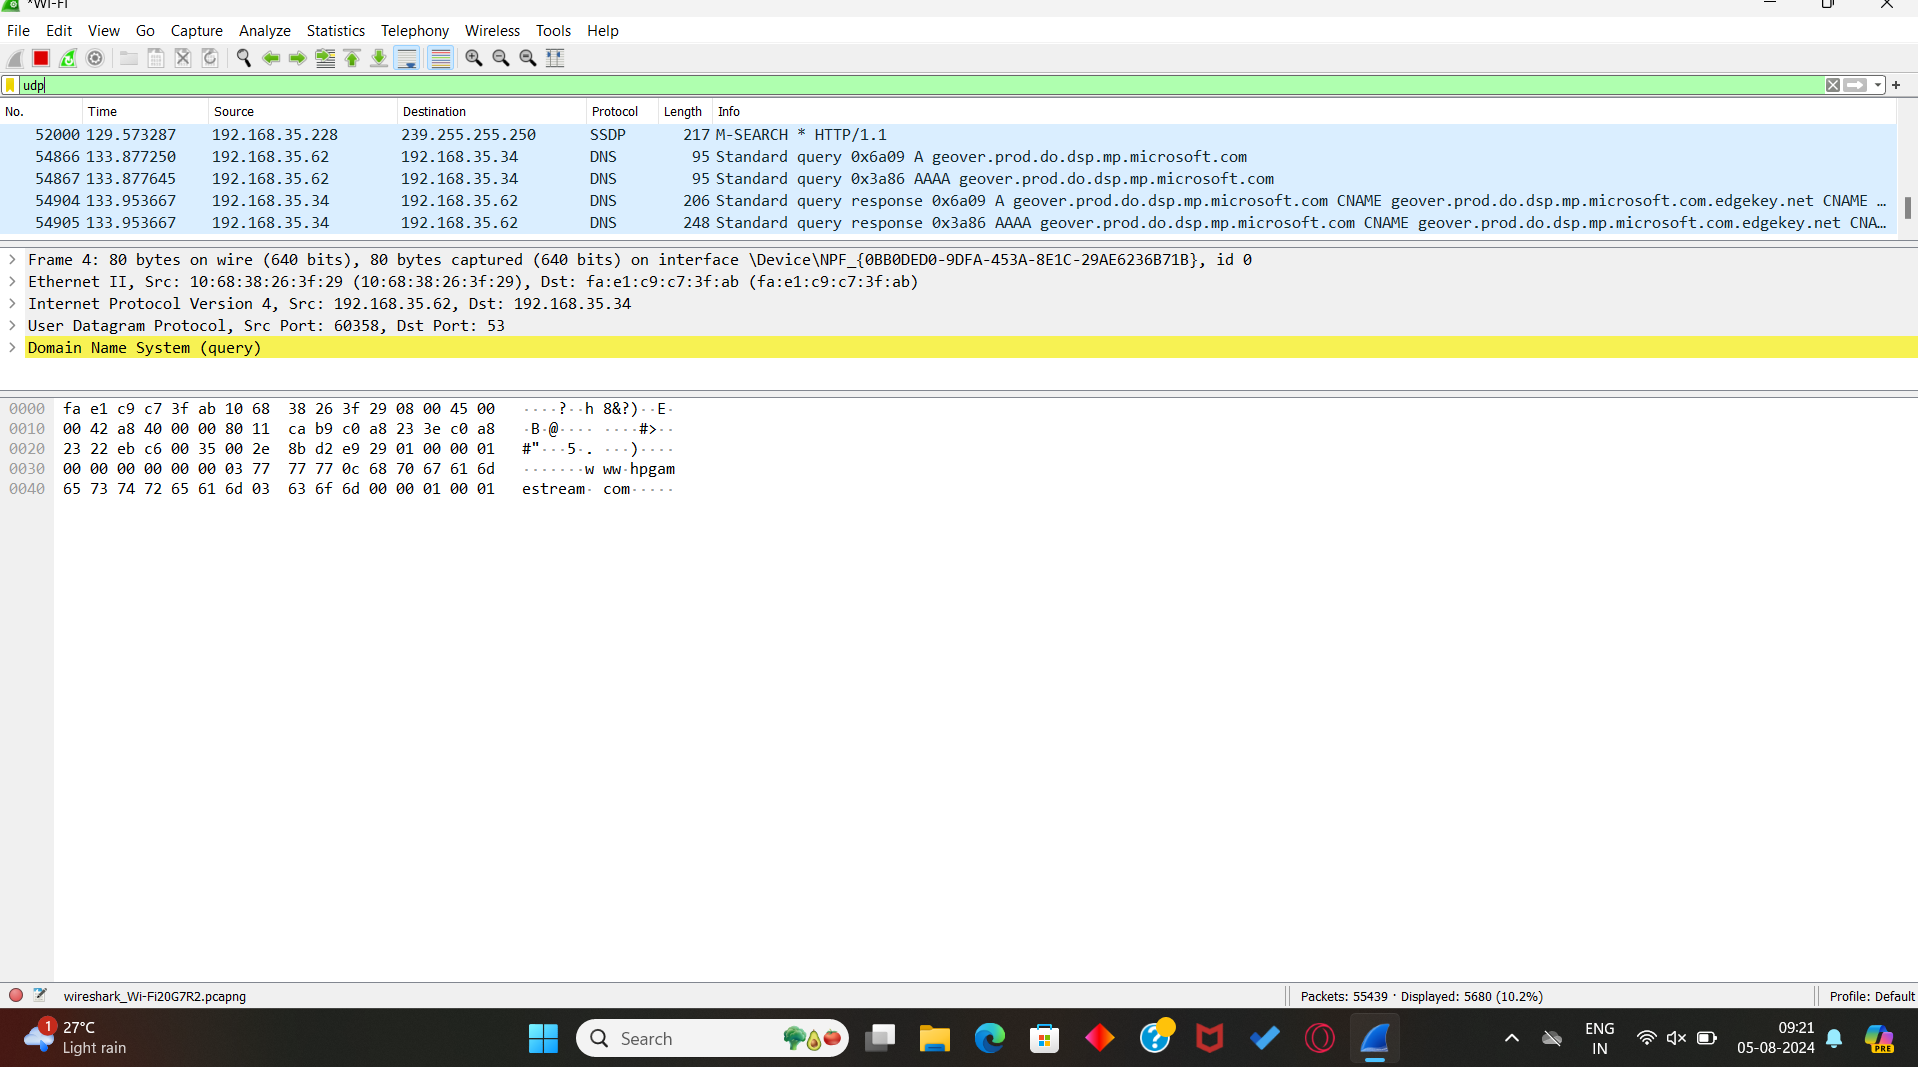 *Wi-Fi
File Edit View Go Capture Analyze Statistics Telephony Wireless Tools Help
udp
No. Time Source Destination Protocol Length Info
52000 129.573287 192.168.35.228 239.255.255.250 SSDP 217 M-SEARCH * HTTP/1.1
54866 133.877250 192.168.35.62 192.168.35.34 DNS 95 Standard query 0x6a09 A geover.prod.do.dsp.mp.microsoft.com
54867 133.877645 192.168.35.62 192.168.35.34 DNS 95 Standard query 0x3a86 AAAA geover.prod.do.dsp.mp.microsoft.com
54904 133.953667 192.168.35.34 192.168.35.62 DNS 206 Standard query response 0x6a09 A geover.prod.do.dsp.mp.microsoft.com CNAME geover.prod.do.dsp.mp.microsoft.com.edgekey.net CNAME …
54905 133.953667 192.168.35.34 192.168.35.62 DNS 248 Standard query response 0x3a86 AAAA geover.prod.do.dsp.mp.microsoft.com CNAME geover.prod.do.dsp.mp.microsoft.com.edgekey.net CNA…
Frame 4: 80 bytes on wire (640 bits), 80 bytes captured (640 bits) on interface \Device\NPF_{0BB0DED0-9DFA-453A-8E1C-29AE6236B71B}, id 0
Ethernet II, Src: 10:68:38:26:3f:29 (10:68:38:26:3f:29), Dst: fa:e1:c9:c7:3f:ab (fa:e1:c9:c7:3f:ab)
Internet Protocol Version 4, Src: 192.168.35.62, Dst: 192.168.35.34
User Datagram Protocol, Src Port: 60358, Dst Port: 53
Domain Name System (query)
0000 fa e1 c9 c7 3f ab 10 68 38 26 3f 29 08 00 45 00 ····?··h 8&?)··E·
0010 00 42 a8 40 00 00 80 11 ca b9 c0 a8 23 3e c0 a8 ·B·@···· ····#>··
0020 23 22 eb c6 00 35 00 2e 8b d2 e9 29 01 00 00 01 #"···5·. ···)····
0030 00 00 00 00 00 00 03 77 77 77 0c 68 70 67 61 6d ·······w ww·hpgam
0040 65 73 74 72 65 61 6d 03 63 6f 6d 00 00 01 00 01 estream· com·····
wireshark_Wi-Fi20G7R2.pcapng Packets: 55439 · Displayed: 5680 (10.2%) Profile: Default
1 27°C
Light rain
Search
PRE
ENG
IN
09:21
05-08-2024